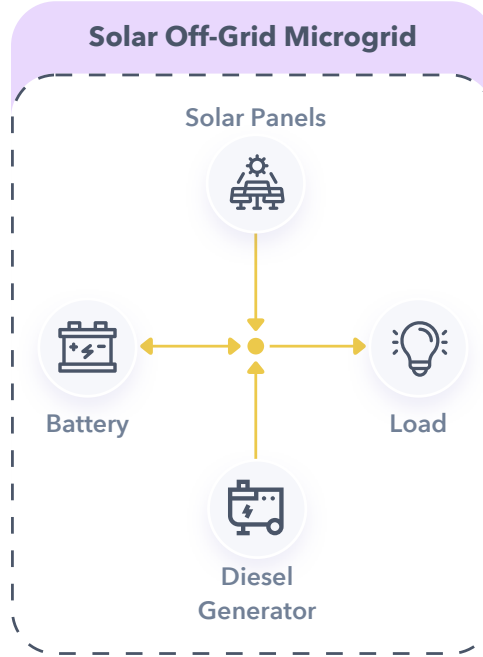 Solar Off-Grid Microgrid
Solar Panels
Battery
Load
Diesel
Generator